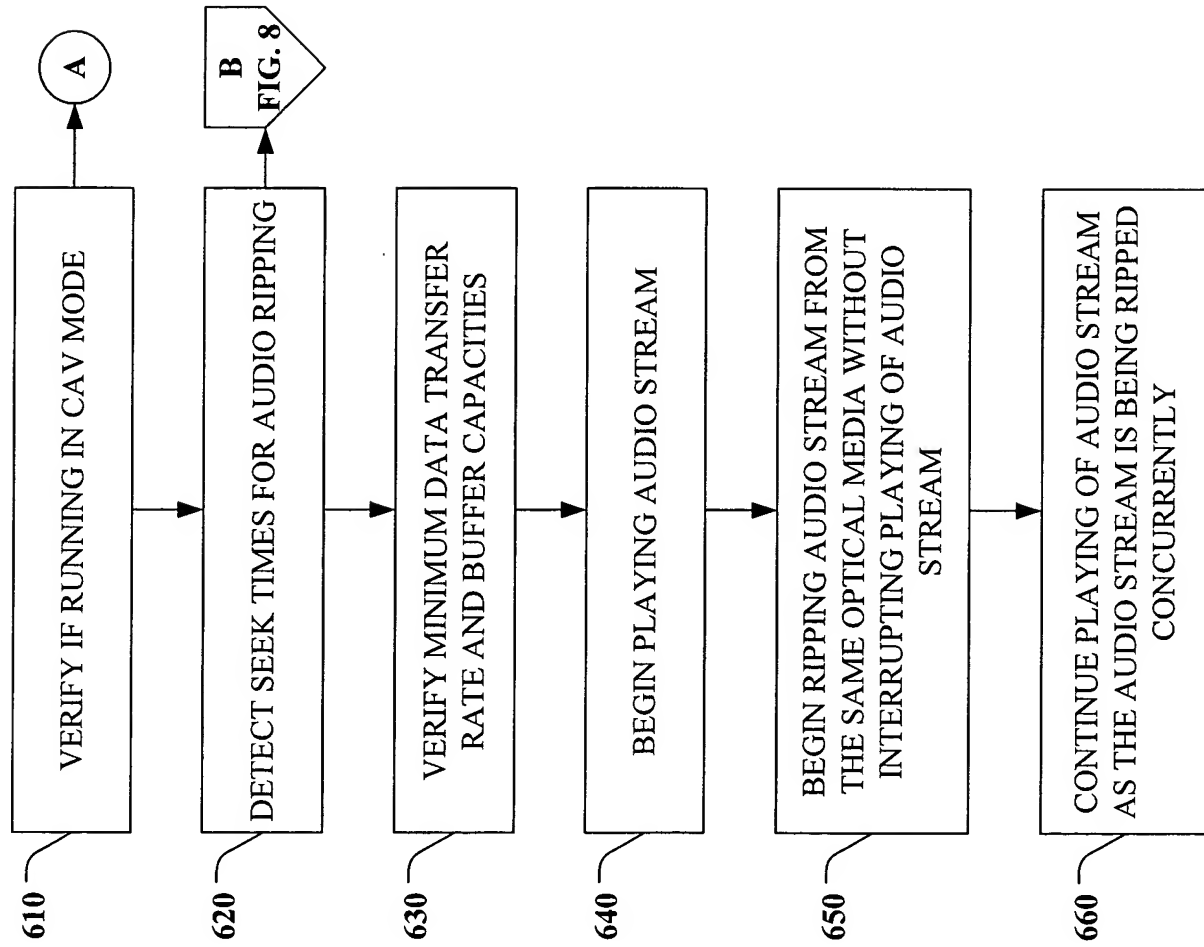 610
VERIFY IF RUNNING IN CAV MODE
A
620
DETECT SEEK TIMES FOR AUDIO RIPPING
B
FIG. 8
630
VERIFY MINIMUM DATA TRANSFER
RATE AND BUFFER CAPACITIES
640
BEGIN PLAYING AUDIO STREAM
650
BEGIN RIPPING AUDIO STREAM FROM
THE SAME OPTICAL MEDIA WITHOUT
INTERRUPTING PLAYING OF AUDIO
STREAM
660
CONTINUE PLAYING OF AUDIO STREAM
AS THE AUDIO STREAM IS BEING RIPPED
CONCURRENTLY